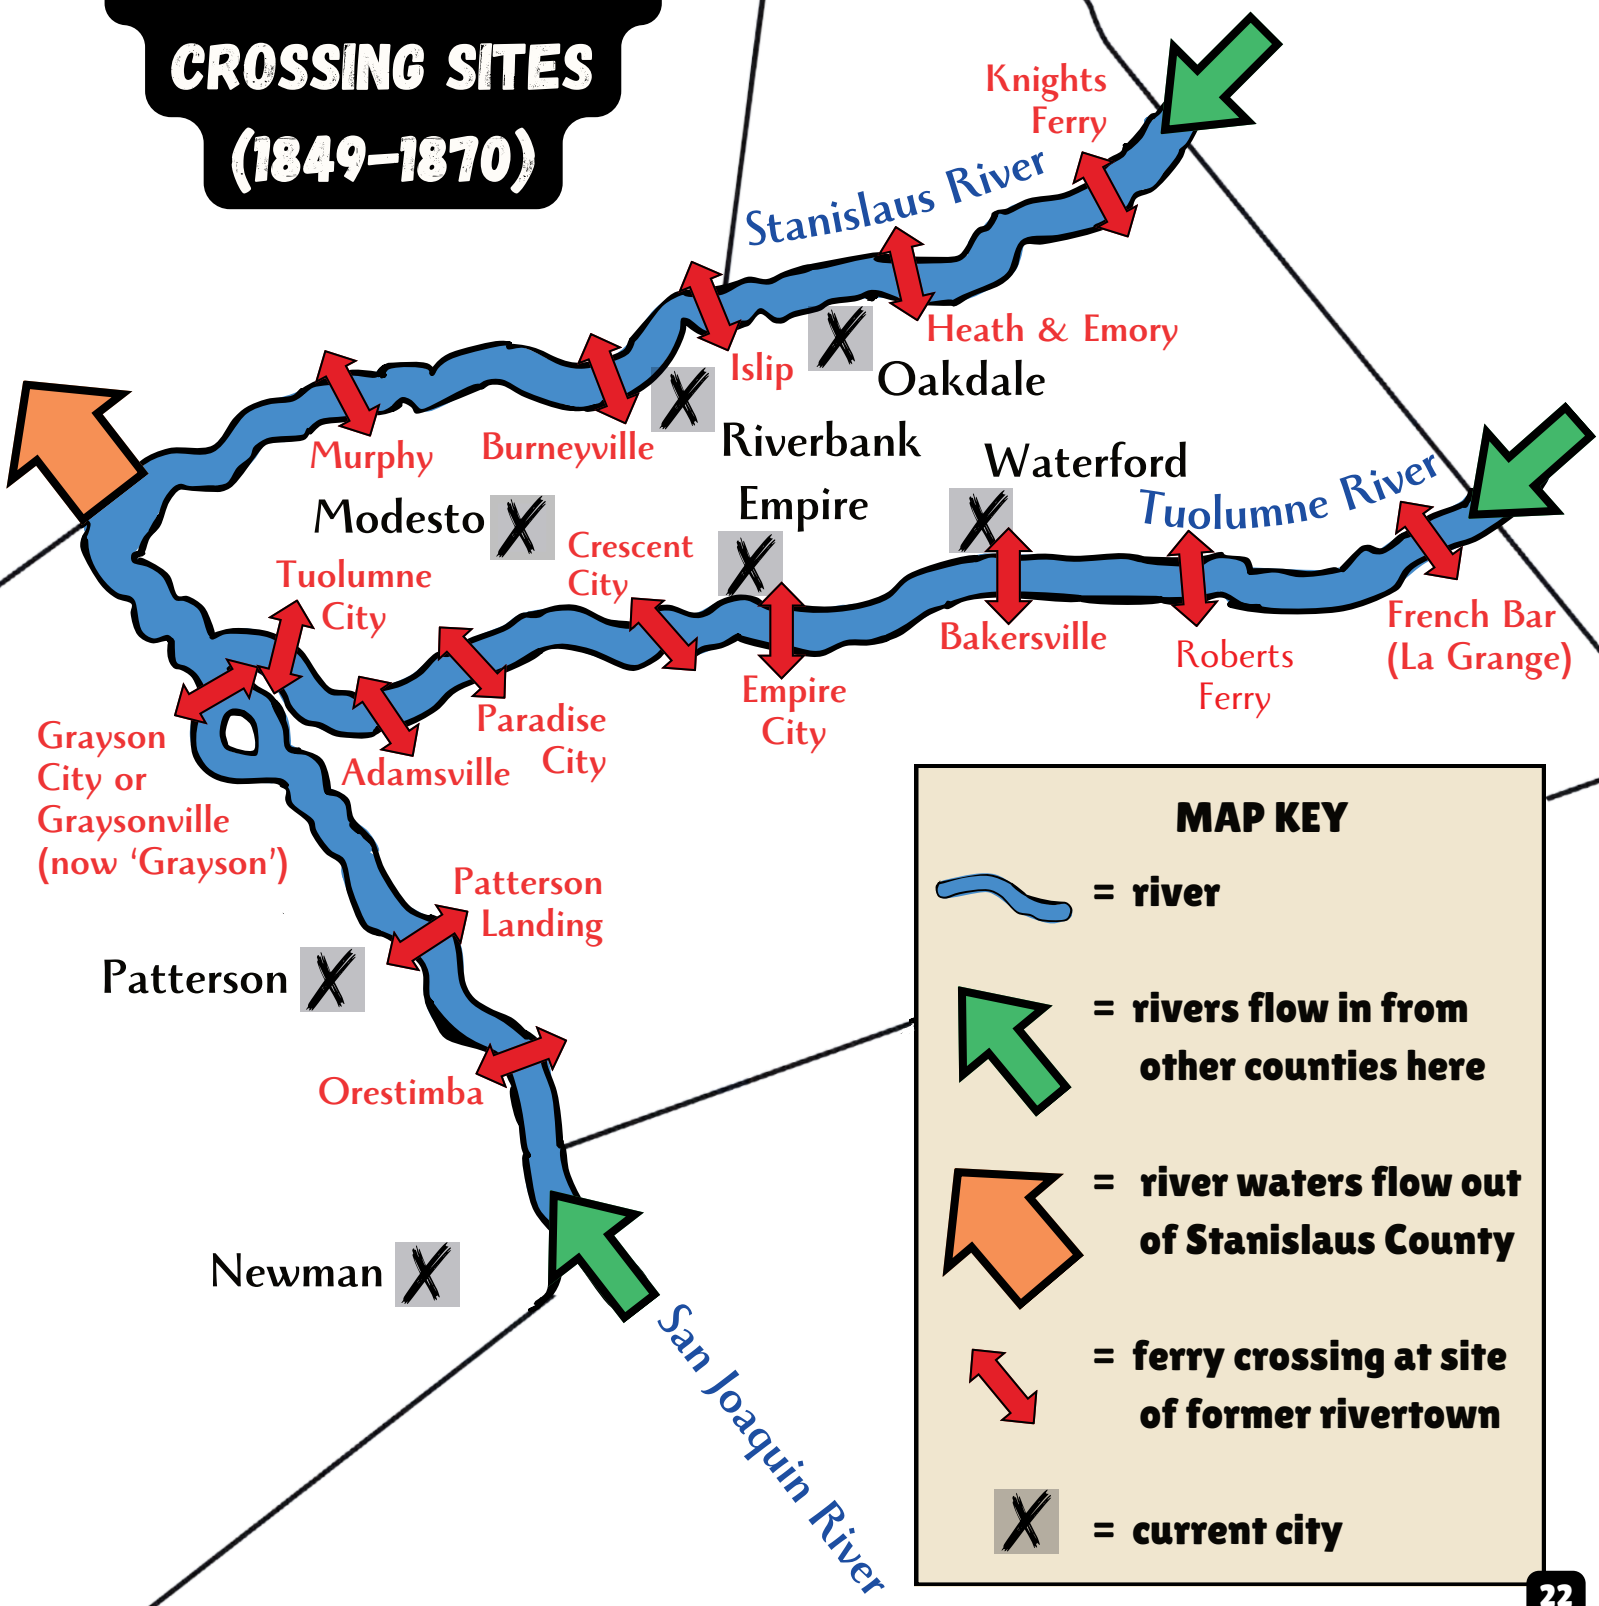 CROSSING SITES
(1849–1870)
Knights
Ferry
Stanislaus River
Heath & Emory
Islip
Oakdale
Murphy
Burneyville
Riverbank
Waterford
Modesto
Empire
Tuolumne River
Crescent
City
Tuolumne
City
French Bar
(La Grange)
Bakersville
Roberts
Ferry
Empire
City
Paradise
City
Adamsville
Grayson
City or
Graysonville
(now ‘Grayson’)
Patterson
Landing
Patterson
Orestimba
Newman
San Joaquin River
MAP KEY
= river
= rivers flow in from
other counties here
= river waters flow out
of Stanislaus County
= ferry crossing at site
of former rivertown
= current city
22